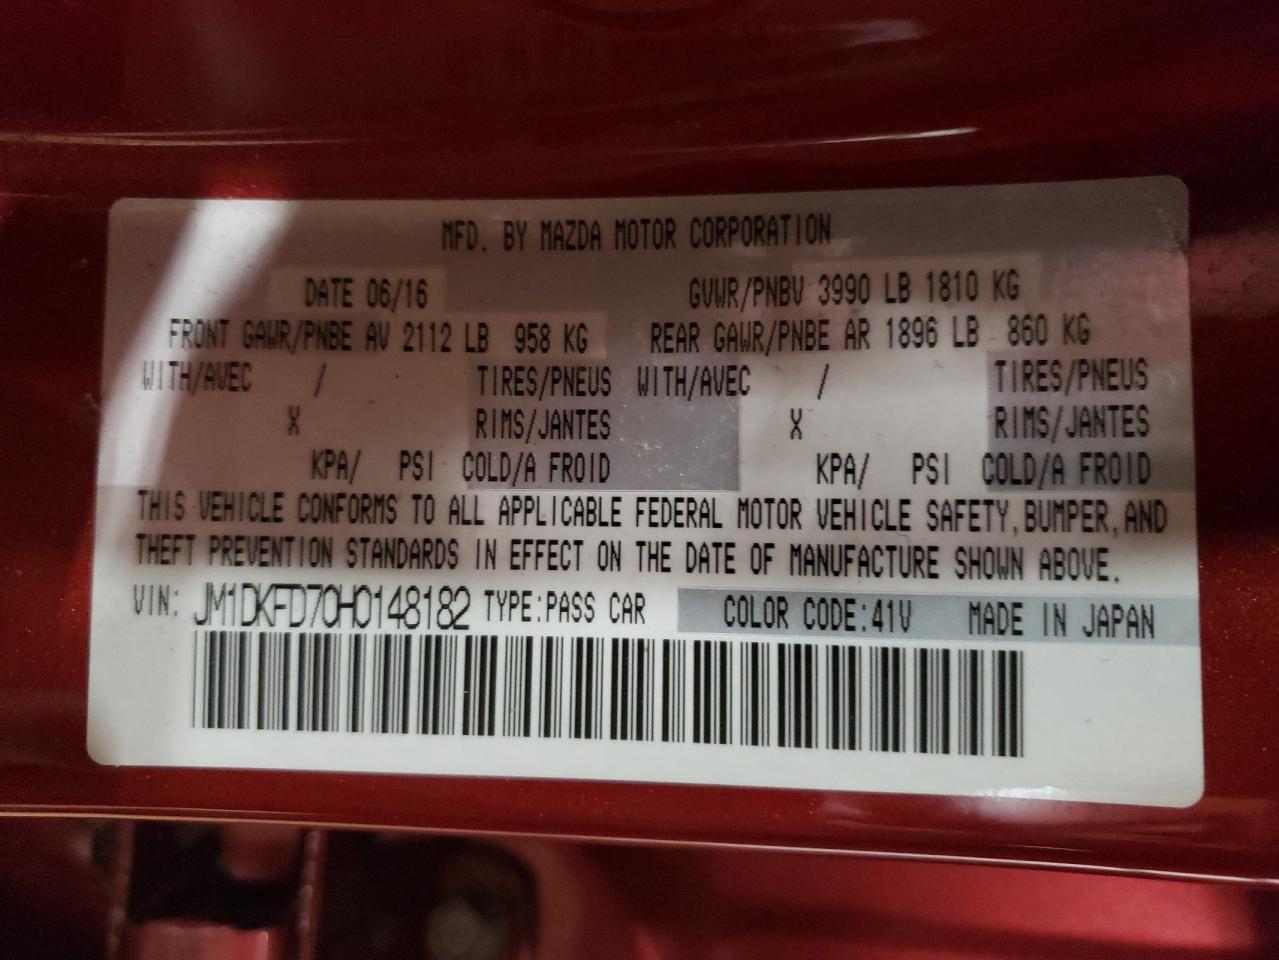 MFD. BY MAZDA MOTOR CORPORATION
DATE 06/16 GVWR/PNBV 3990 LB 1810 KG
FRONT GAWR/PNBE AV 2112 LB 958 KG REAR GAWR/PNBE AR 1896 LB 860 KG
WITH/AVEC / TIRES/PNEUS WITH/AVEC / TIRES/PNEUS
X RIMS/JANTES X RIMS/JANTES
KPA/ PSI COLD/A FROID KPA/ PSI COLD/A FROID
THIS VEHICLE CONFORMS TO ALL APPLICABLE FEDERAL MOTOR VEHICLE SAFETY, BUMPER, AND
THEFT PREVENTION STANDARDS IN EFFECT ON THE DATE OF MANUFACTURE SHOWN ABOVE.
VIN: JM1DKFD70H0148182 TYPE:PASS CAR COLOR CODE:41V MADE IN JAPAN